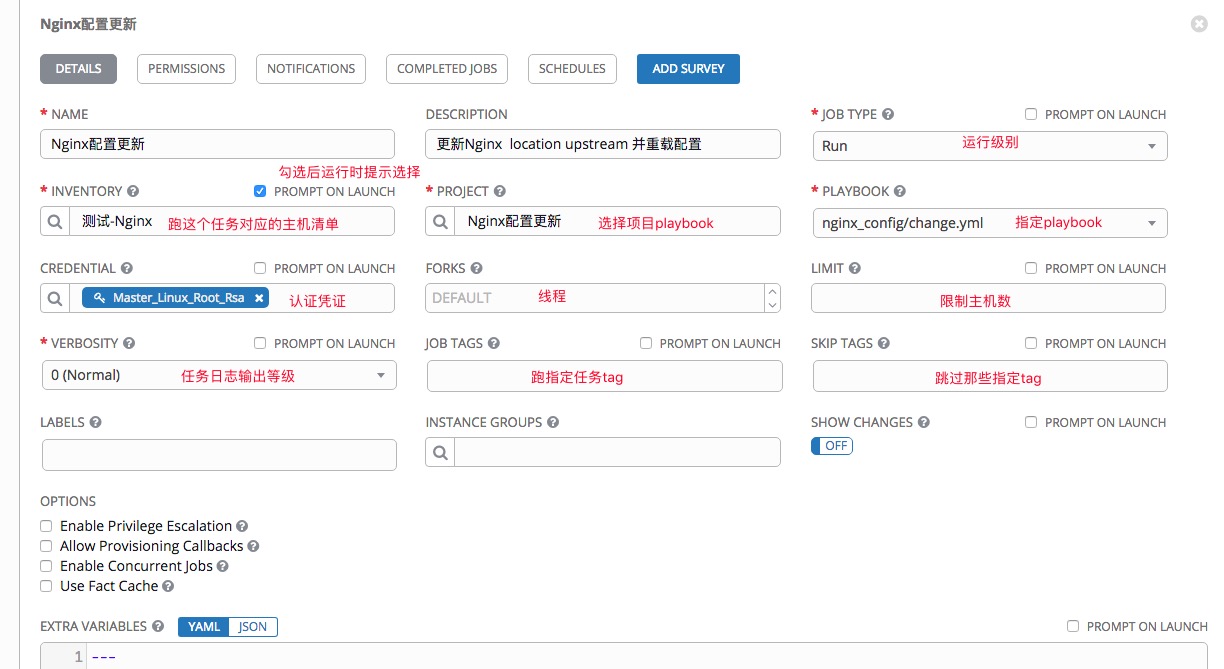 Nginx配置更新
DETAILS PERMISSIONS NOTIFICATIONS COMPLETED JOBS SCHEDULES ADD SURVEY
* NAME DESCRIPTION * JOB TYPE PROMPT ON LAUNCH
Nginx配置更新 更新Nginx location upstream 并重载配置 Run 运行级别
勾选后运行时提示选择
* INVENTORY PROMPT ON LAUNCH * PROJECT * PLAYBOOK
测试-Nginx 跑这个任务对应的主机清单 Nginx配置更新 选择项目playbook nginx_config/change.yml 指定playbook
CREDENTIAL PROMPT ON LAUNCH FORKS LIMIT PROMPT ON LAUNCH
Master_Linux_Root_Rsa × 认证凭证 DEFAULT 线程 限制主机数
* VERBOSITY PROMPT ON LAUNCH JOB TAGS PROMPT ON LAUNCH SKIP TAGS PROMPT ON LAUNCH
0 (Normal) 任务日志输出等级 跑指定任务tag 跳过那些指定tag
LABELS INSTANCE GROUPS SHOW CHANGES PROMPT ON LAUNCH
OFF
OPTIONS
Enable Privilege Escalation
Allow Provisioning Callbacks
Enable Concurrent Jobs
Use Fact Cache
EXTRA VARIABLES YAML JSON PROMPT ON LAUNCH
1 ---